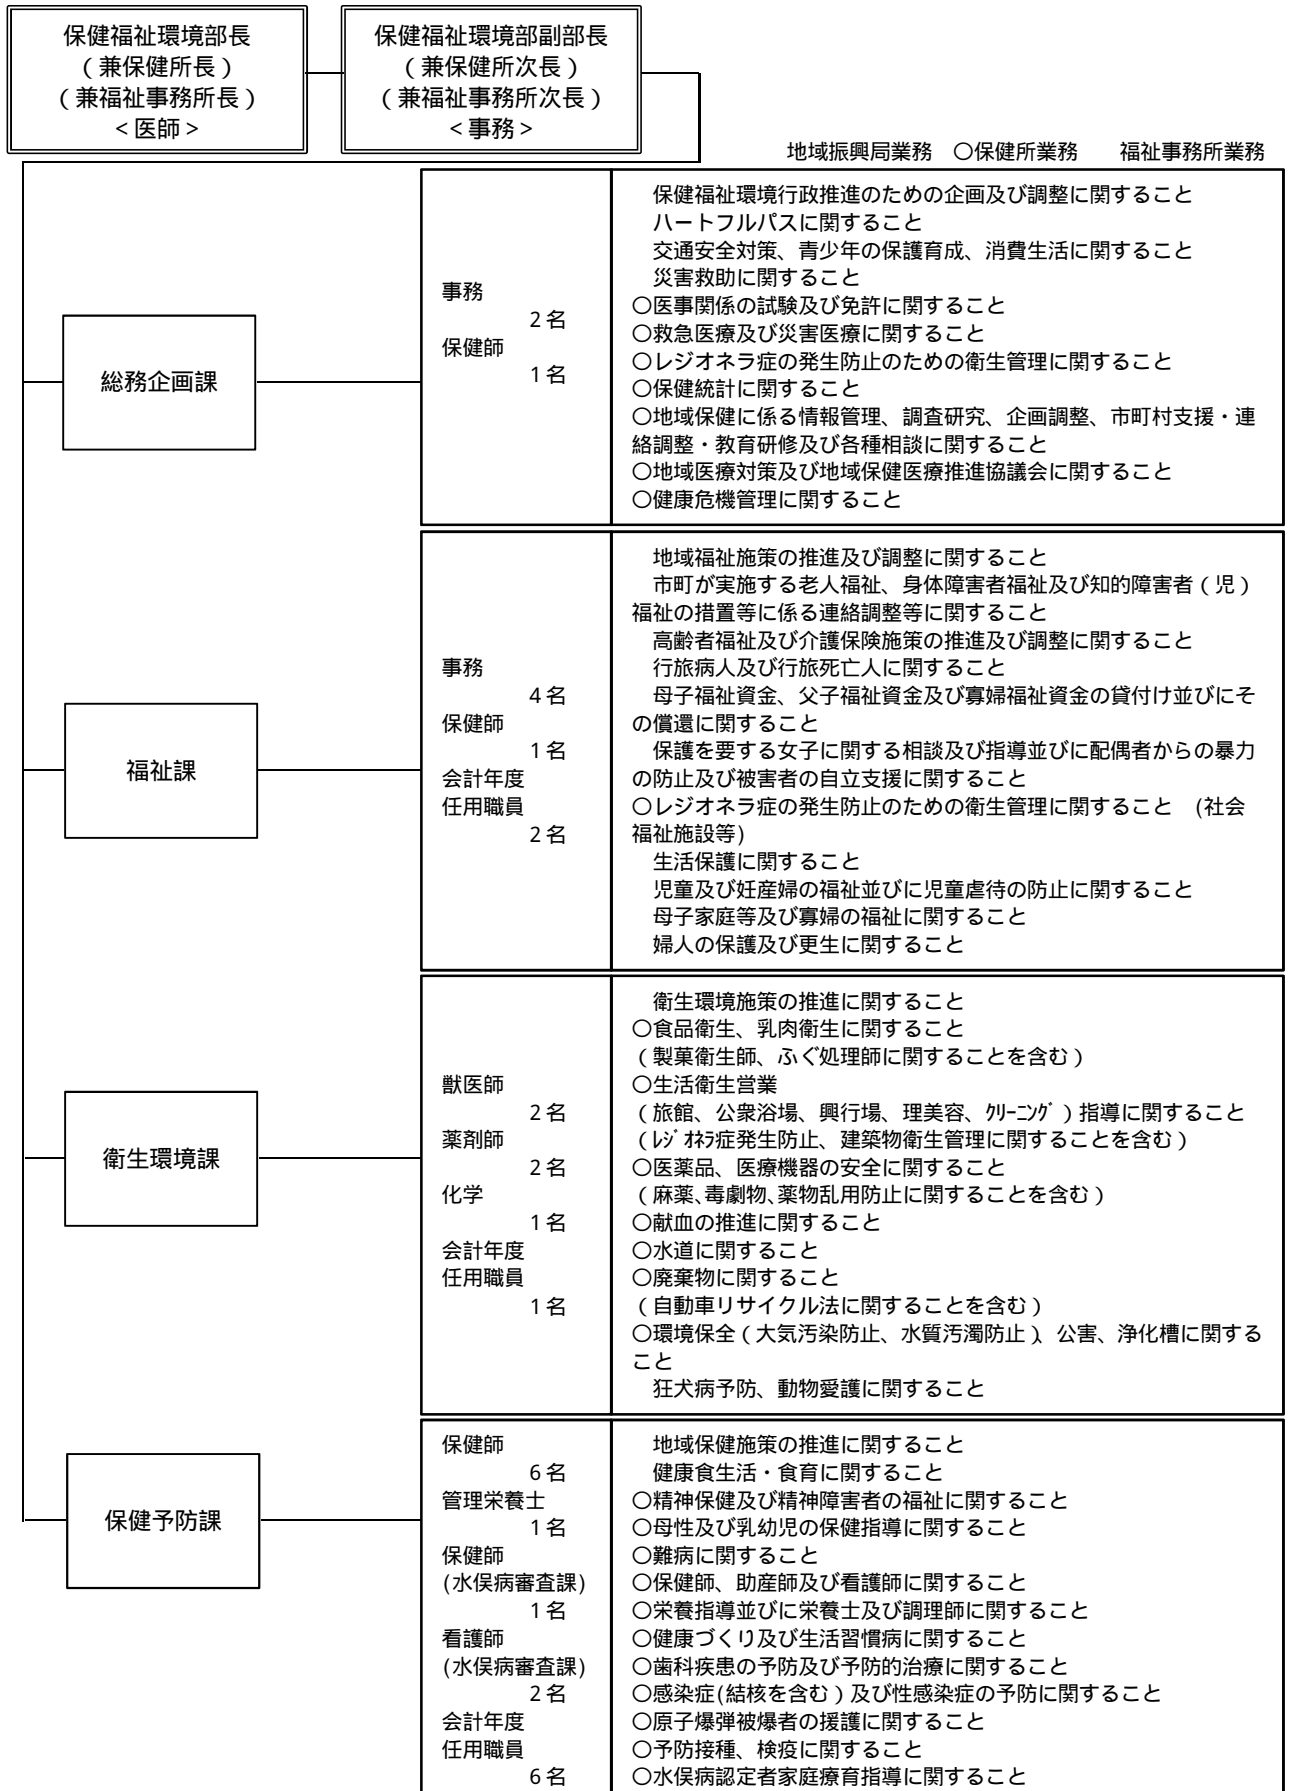 保健福祉環境部長
（兼保健所長）
（兼福祉事務所長）
＜医師＞
保健福祉環境部副部長
（兼保健所次長）
（兼福祉事務所次長）
＜事務＞
地域振興局業務　○保健所業務　　福祉事務所業務
総務企画課
事務
２名
保健師
１名
保健福祉環境行政推進のための企画及び調整に関すること
ハートフルパスに関すること
交通安全対策、青少年の保護育成、消費生活に関すること
災害救助に関すること
○医事関係の試験及び免許に関すること
○救急医療及び災害医療に関すること
○レジオネラ症の発生防止のための衛生管理に関すること
○保健統計に関すること
○地域保健に係る情報管理、調査研究、企画調整、市町村支援・連
絡調整・教育研修及び各種相談に関すること
○地域医療対策及び地域保健医療推進協議会に関すること
○健康危機管理に関すること
福祉課
事務
４名
保健師
１名
会計年度
任用職員
２名
地域福祉施策の推進及び調整に関すること
市町が実施する老人福祉、身体障害者福祉及び知的障害者（児）
福祉の措置等に係る連絡調整等に関すること
高齢者福祉及び介護保険施策の推進及び調整に関すること
行旅病人及び行旅死亡人に関すること
母子福祉資金、父子福祉資金及び寡婦福祉資金の貸付け並びにそ
の償還に関すること
保護を要する女子に関する相談及び指導並びに配偶者からの暴力
の防止及び被害者の自立支援に関すること
○レジオネラ症の発生防止のための衛生管理に関すること　(社会
福祉施設等)
生活保護に関すること
児童及び妊産婦の福祉並びに児童虐待の防止に関すること
母子家庭等及び寡婦の福祉に関すること
婦人の保護及び更生に関すること
衛生環境課
獣医師
２名
薬剤師
２名
化学
１名
会計年度
任用職員
１名
衛生環境施策の推進に関すること
○食品衛生、乳肉衛生に関すること
（製菓衛生師、ふぐ処理師に関することを含む）
○生活衛生営業
（旅館、公衆浴場、興行場、理美容、ｸﾘｰﾆﾝｸﾞ）指導に関すること
（ﾚｼﾞｵﾈﾗ症発生防止、建築物衛生管理に関することを含む）
○医薬品、医療機器の安全に関すること
（麻薬、毒劇物、薬物乱用防止に関することを含む）
○献血の推進に関すること
○水道に関すること
○廃棄物に関すること
（自動車リサイクル法に関することを含む）
○環境保全（大気汚染防止、水質汚濁防止）、公害、浄化槽に関する
こと
狂犬病予防、動物愛護に関すること
保健予防課
保健師
６名
管理栄養士
１名
保健師
(水俣病審査課)
１名
看護師
(水俣病審査課)
２名
会計年度
任用職員
６名
地域保健施策の推進に関すること
健康食生活・食育に関すること
○精神保健及び精神障害者の福祉に関すること
○母性及び乳幼児の保健指導に関すること
○難病に関すること
○保健師、助産師及び看護師に関すること
○栄養指導並びに栄養士及び調理師に関すること
○健康づくり及び生活習慣病に関すること
○歯科疾患の予防及び予防的治療に関すること
○感染症(結核を含む）及び性感染症の予防に関すること
○原子爆弾被爆者の援護に関すること
○予防接種、検疫に関すること
○水俣病認定者家庭療育指導に関すること